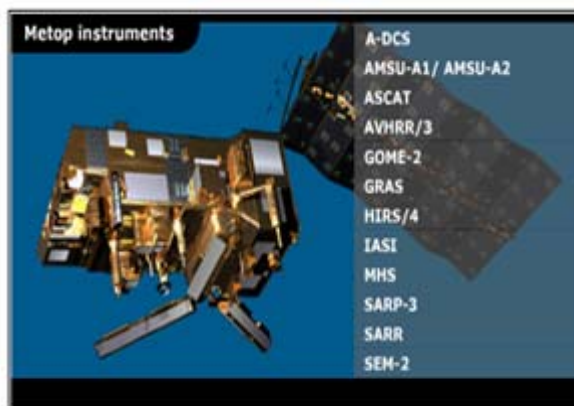 Metop instruments
A-DCS
AMSU-A1/ AMSU-A2
ASCAT
AVHRR/3
GOME-2
GRAS
HIRS/4
IASI
MHS
SARP-3
SARR
SEM-2